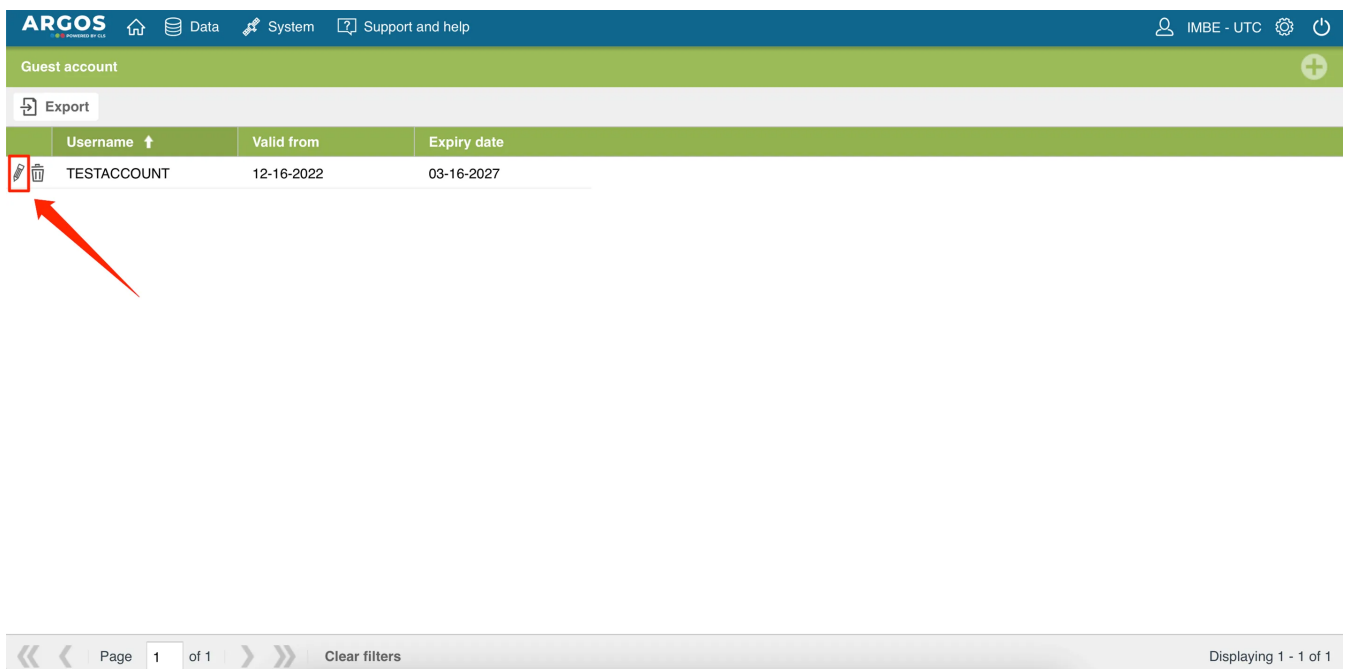 ARGOS Data System Support and help IMBE - UTC
POWERED BY CLS
Guest account
Export
Username Valid from Expiry date
TESTACCOUNT 12-16-2022 03-16-2027
Page 1 of 1 Clear filters Displaying 1 - 1 of 1